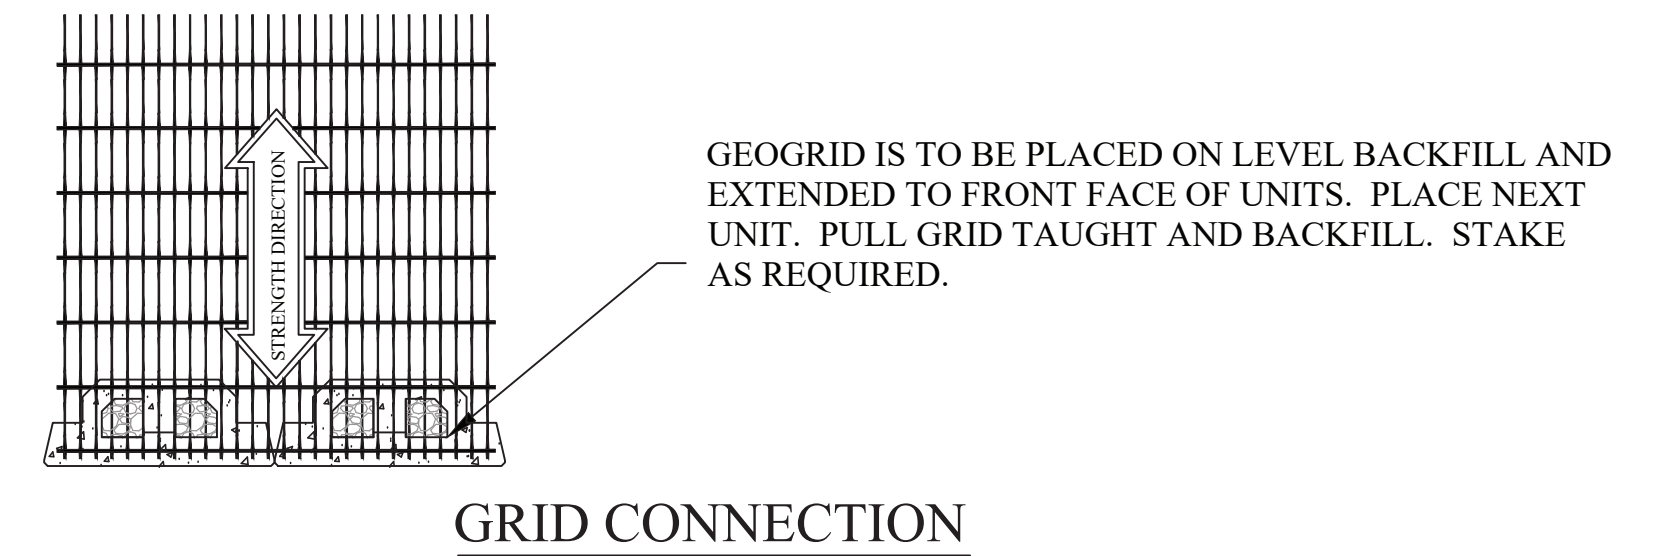 STRENGTH DIRECTION
GEOGRID IS TO BE PLACED ON LEVEL BACKFILL AND
EXTENDED TO FRONT FACE OF UNITS. PLACE NEXT
UNIT. PULL GRID TAUGHT AND BACKFILL. STAKE
AS REQUIRED.
GRID CONNECTION